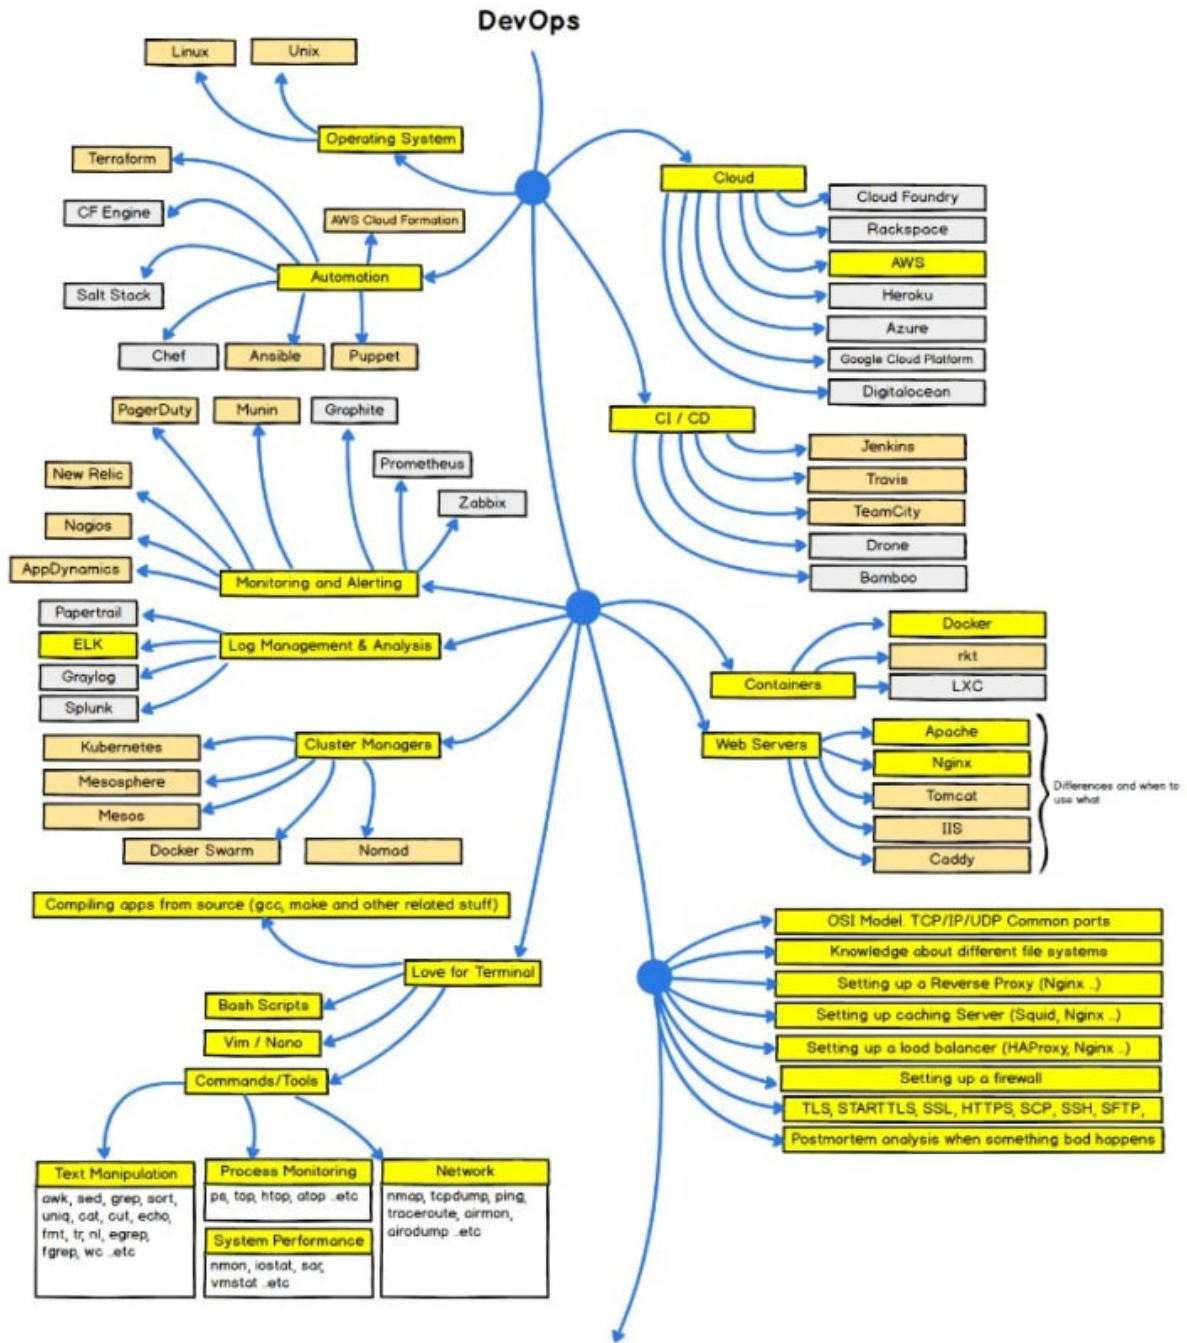 DevOps
Linux
Unix
Operating System
Terraform
CF Engine
AWS Cloud Formation
Automation
Salt Stack
Chef
Ansible
Puppet
Cloud
Cloud Foundry
Rackspace
AWS
Heroku
Azure
Google Cloud Platform
Digitalocean
CI / CD
Jenkins
Travis
TeamCity
Drone
Bamboo
PagerDuty
Munin
Graphite
Prometheus
Zabbix
New Relic
Nagios
AppDynamics
Monitoring and Alerting
Papertrail
ELK
Graylog
Splunk
Log Management & Analysis
Containers
Docker
rkt
LXC
Cluster Managers
Kubernetes
Mesosphere
Mesos
Docker Swarm
Nomad
Web Servers
Apache
Nginx
Tomcat
IIS
Caddy
Differences and when to
use what
Compiling apps from source (gcc, make and other related stuff)
Love for Terminal
Bash Scripts
Vim / Nano
Commands/Tools
OSI Model. TCP/IP/UDP Common ports
Knowledge about different file systems
Setting up a Reverse Proxy (Nginx ..)
Setting up caching Server (Squid, Nginx ..)
Setting up a load balancer (HAProxy, Nginx ..)
Setting up a firewall
TLS, STARTTLS, SSL, HTTPS, SCP, SSH, SFTP,
Postmortem analysis when something bad happens
Text Manipulation
awk, sed, grep, sort,
uniq, cat, cut, echo,
fmt, tr, nl, egrep,
fgrep, wc ..etc
Process Monitoring
ps, top, htop, atop ..etc
System Performance
nmon, iostat, sar,
vmstat ..etc
Network
nmap, tcpdump, ping,
traceroute, airmon,
airodump ..etc